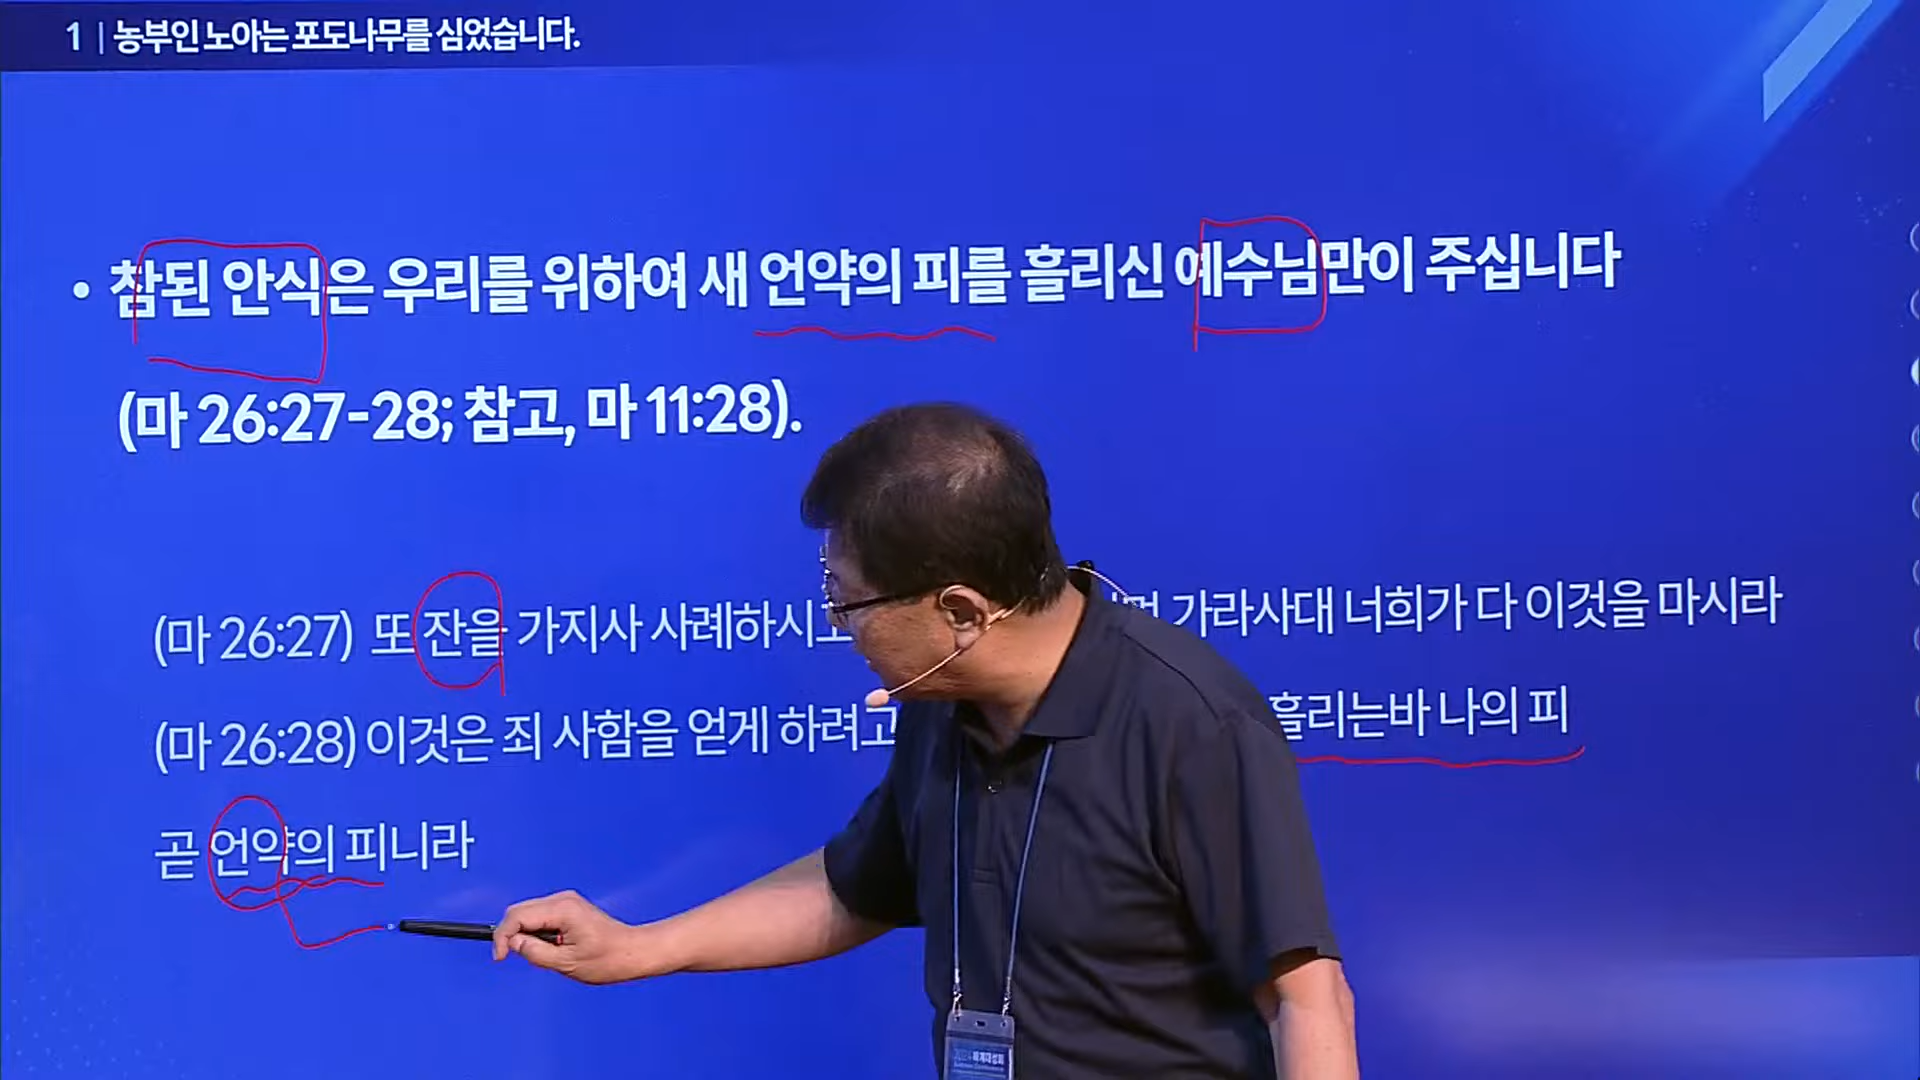 1 | 농부인 노아는 포도나무를 심었습니다.
• 참된 안식은 우리를 위하여 새 언약의 피를 흘리신 예수님만이 주십니다
(마 26:27-28; 참고, 마 11:28).
(마 26:27) 또 잔을 가지사 사례하시고 가라사대 너희가 다 이것을 마시라
(마 26:28) 이것은 죄 사함을 얻게 하려고 흘리는바 나의 피
곧 언약의 피니라